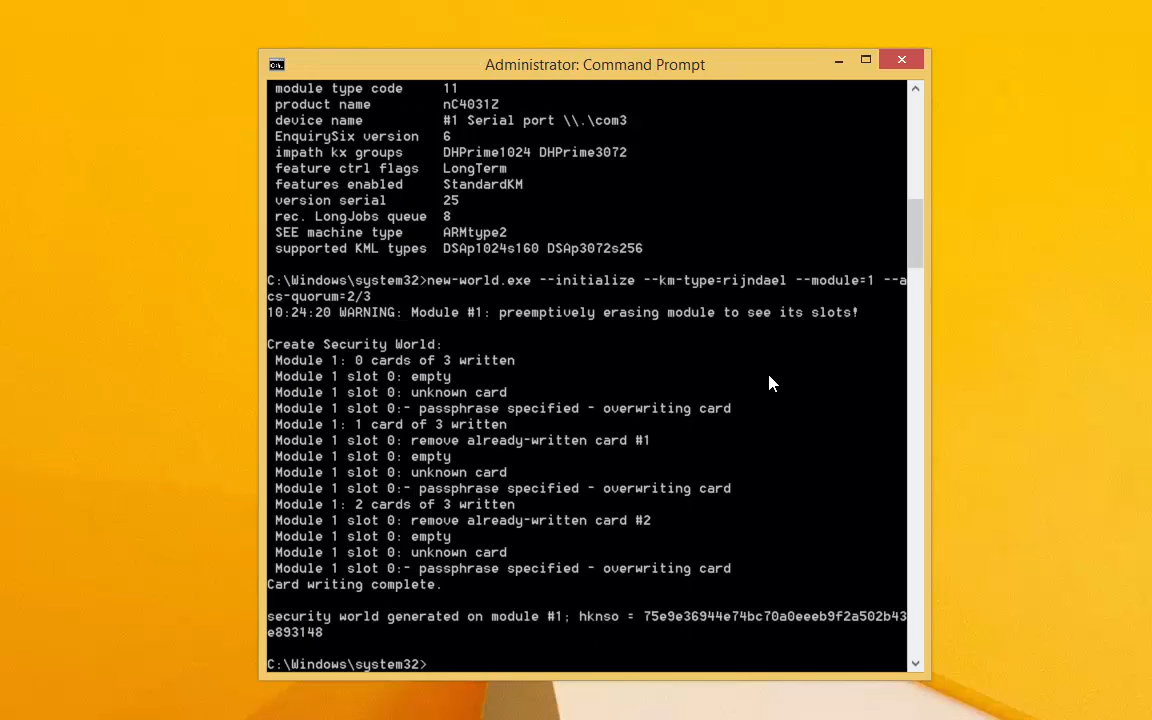 Administrator: Command Prompt
module type code 11
product name nC4031Z
device name #1 Serial port \\.\com3
EnquirySix version 6
impath kx groups DHPrime1024 DHPrime3072
feature ctrl flags LongTerm
features enabled StandardKM
version serial 25
rec. LongJobs queue 8
SEE machine type ARMtype2
supported KML types DSAp1024s160 DSAp3072s256
C:\Windows\system32>new-world.exe --initialize --km-type=rijndael --module=1 --a
cs-quorum=2/3
10:24:20 WARNING: Module #1: preemptively erasing module to see its slots!
Create Security World:
Module 1: 0 cards of 3 written
Module 1 slot 0: empty
Module 1 slot 0: unknown card
Module 1 slot 0:- passphrase specified - overwriting card
Module 1: 1 card of 3 written
Module 1 slot 0: remove already-written card #1
Module 1 slot 0: empty
Module 1 slot 0: unknown card
Module 1 slot 0:- passphrase specified - overwriting card
Module 1: 2 cards of 3 written
Module 1 slot 0: remove already-written card #2
Module 1 slot 0: empty
Module 1 slot 0: unknown card
Module 1 slot 0:- passphrase specified - overwriting card
Card writing complete.
security world generated on module #1; hknso = 75e9e36944e74bc70a0eeeb9f2a502b43
e893148
C:\Windows\system32>